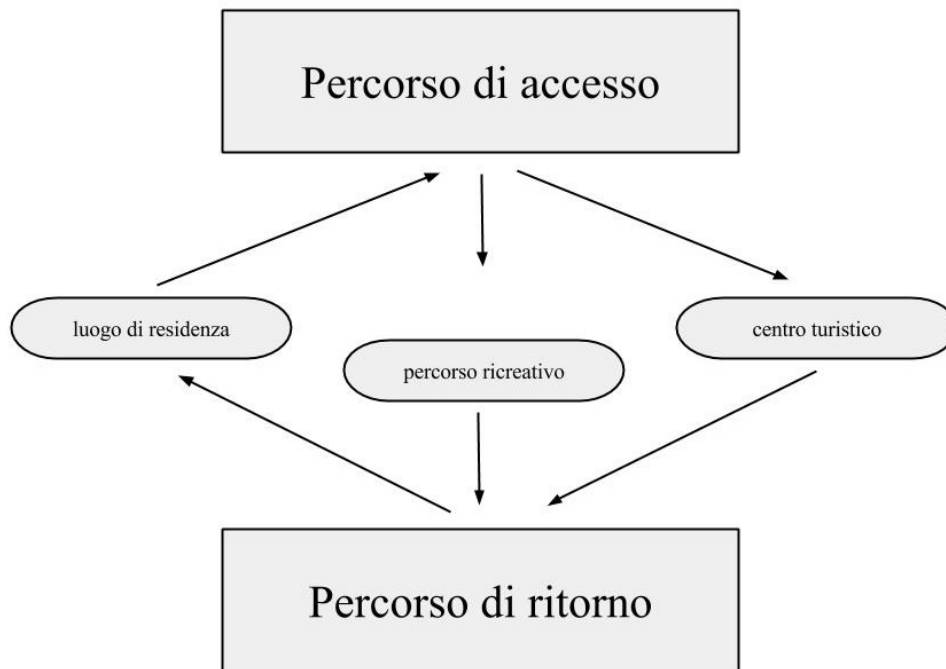 Percorso di accesso
luogo di residenza
centro turistico
percorso ricreativo
Percorso di ritorno